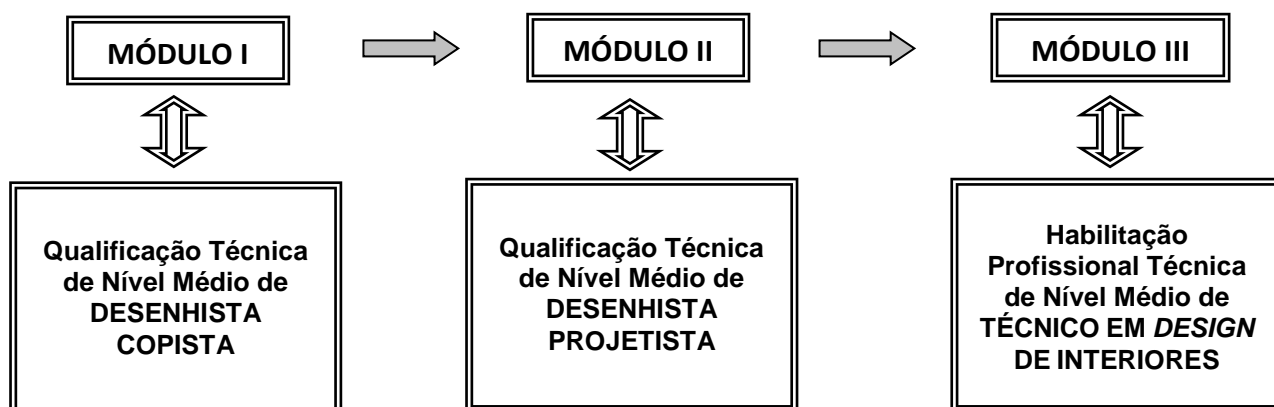 MÓDULO I
MÓDULO II
MÓDULO III
Qualificação Técnica
de Nível Médio de
DESENHISTA
COPISTA
Qualificação Técnica
de Nível Médio de
DESENHISTA
PROJETISTA
Habilitação
Profissional Técnica
de Nível Médio de
TÉCNICO EM DESIGN
DE INTERIORES